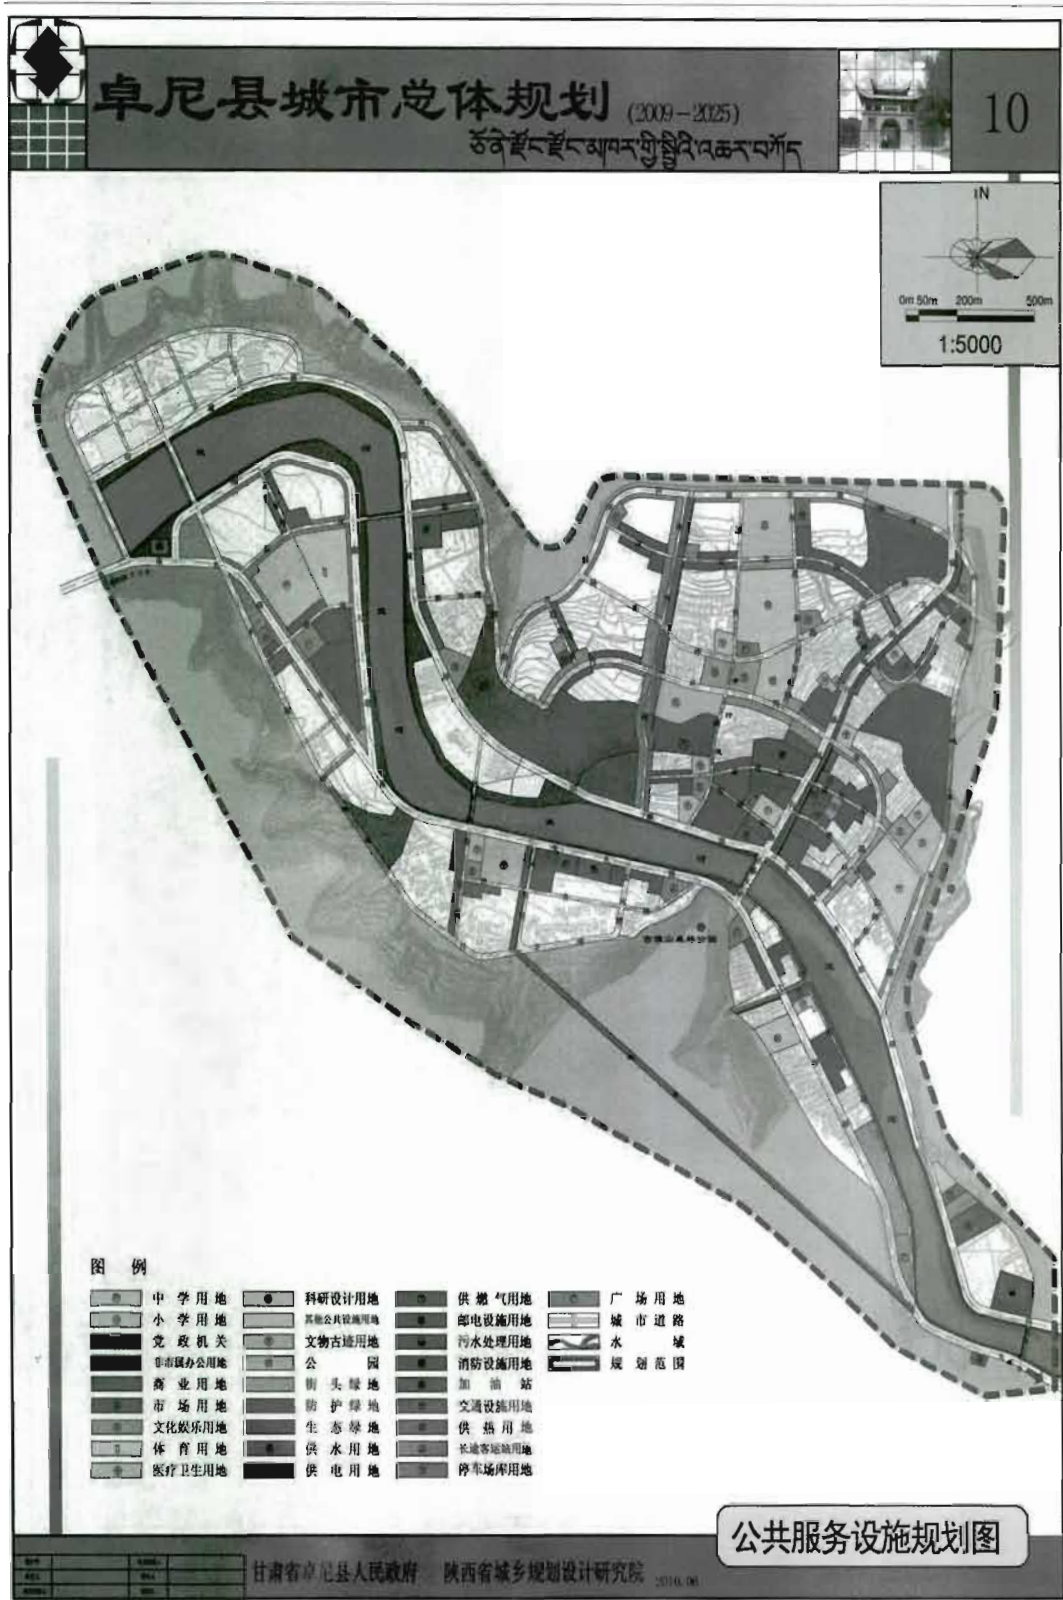 卓尼县城市总体规划 (2009-2025)
ཅོ་ནེ་རྫོང་རྫོང་མཁར་གྱི་སྤྱིའི་འཆར་བཀོད
10
N
0m 50m 200m 500m
1:5000
图 例
中学用地
小学用地
党政机关
非市属办公用地
商业用地
市场用地
文化娱乐用地
体育用地
医疗卫生用地
科研设计用地
其他公共设施用地
文物古迹用地
公园
街头绿地
防护绿地
生态绿地
供水用地
供电用地
供燃气用地
邮电设施用地
污水处理用地
消防设施用地
加油站
交通设施用地
供热用地
长途客运站用地
停车场库用地
广场用地
城市道路
水域
规划范围
公共服务设施规划图
甘肃省卓尼县人民政府 陕西省城乡规划设计研究院 2010.06